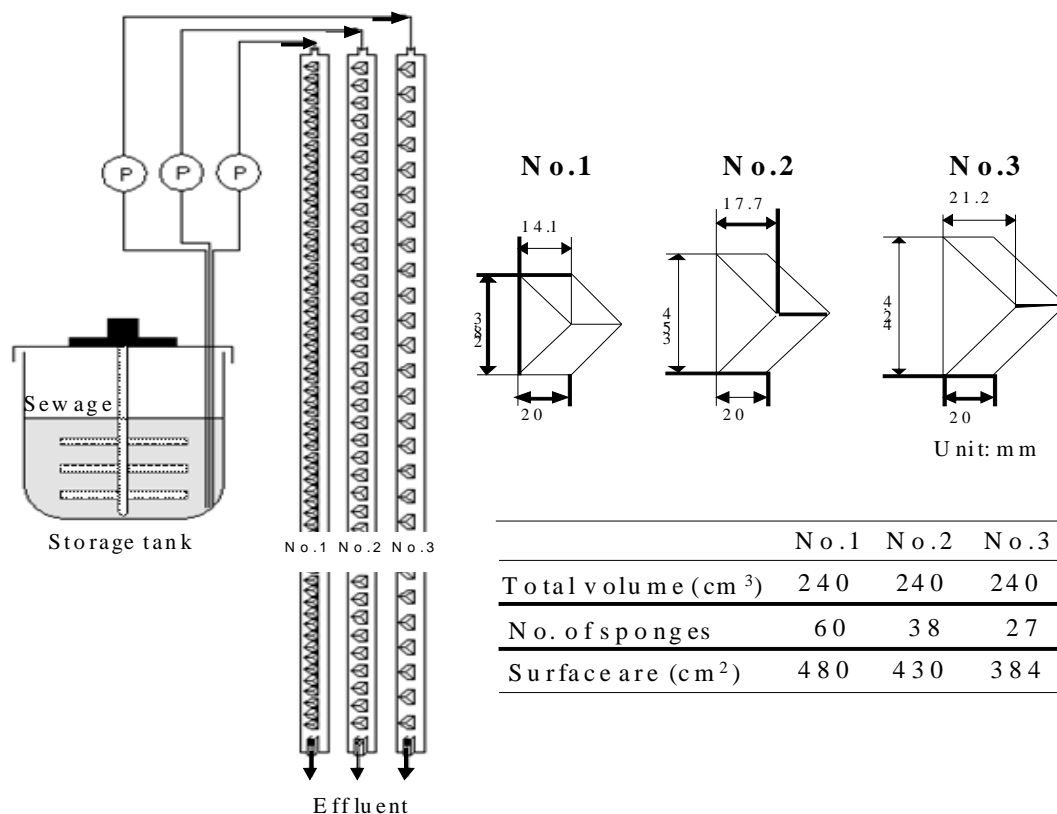 P P P
Sewage
Storage tank
No.1 No.2 No.3
Effluent
No.1 No.2 No.3
14.1 17.7 21.2
20 20 20
Unit: mm
No.1 No.2 No.3
Total volume (cm³) 240 240 240
No. of sponges 60 38 27
Surface are (cm²) 480 430 384